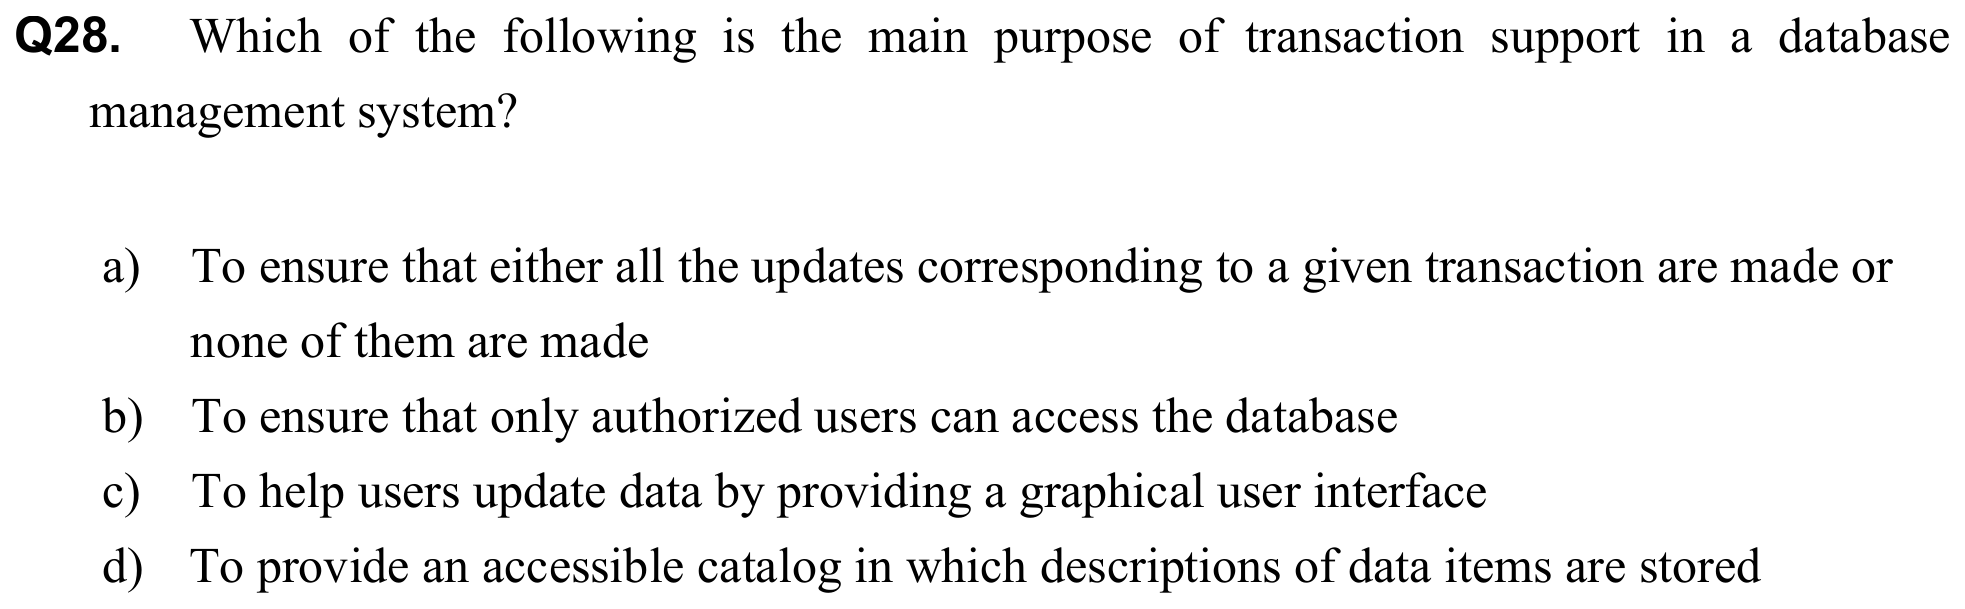 Q28. Which of the following is the main purpose of transaction support in a database
management system?
a) To ensure that either all the updates corresponding to a given transaction are made or
none of them are made
b) To ensure that only authorized users can access the database
c) To help users update data by providing a graphical user interface
d) To provide an accessible catalog in which descriptions of data items are stored